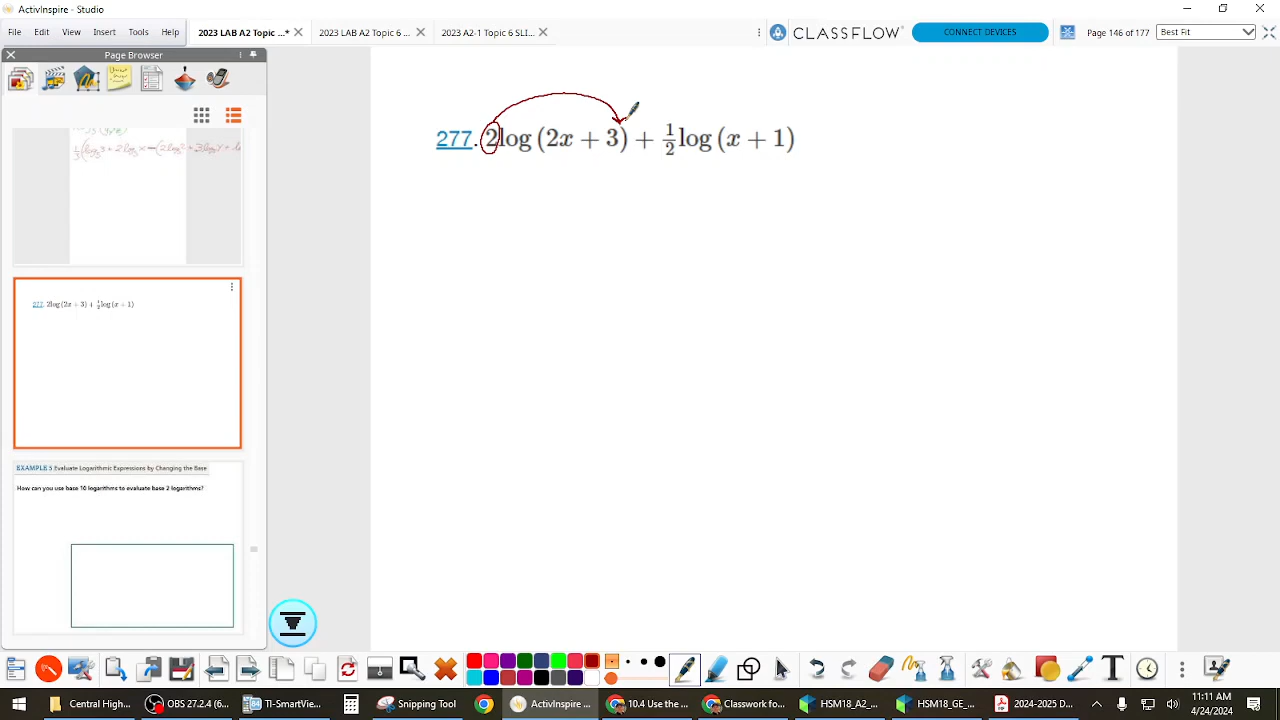 ActivInspire - Studio
File Edit View Insert Tools Help
2023 LAB A2 Topic ...* 2023 LAB A2 Topic 6 ... 2023 A2-1 Topic 6 SLI...
CLASSFLOW CONNECT DEVICES Page 146 of 177 Best Fit
Page Browser
277. 2log (2x + 3) + 1/2 log (x + 1)
277. 2log (2x + 3) + 1/2 log (x + 1)
EXAMPLE 5 Evaluate Logarithmic Expressions by Changing the Base
How can you use base 10 logarithms to evaluate base 2 logarithms?
Central High... OBS 27.2.4 (6... TI-SmartVie... Snipping Tool ActivInspire ... 10.4 Use the ... Classwork fo... HSM18_A2_... HSM18_GE_... 2024-2025 D...
11:11 AM
4/24/2024